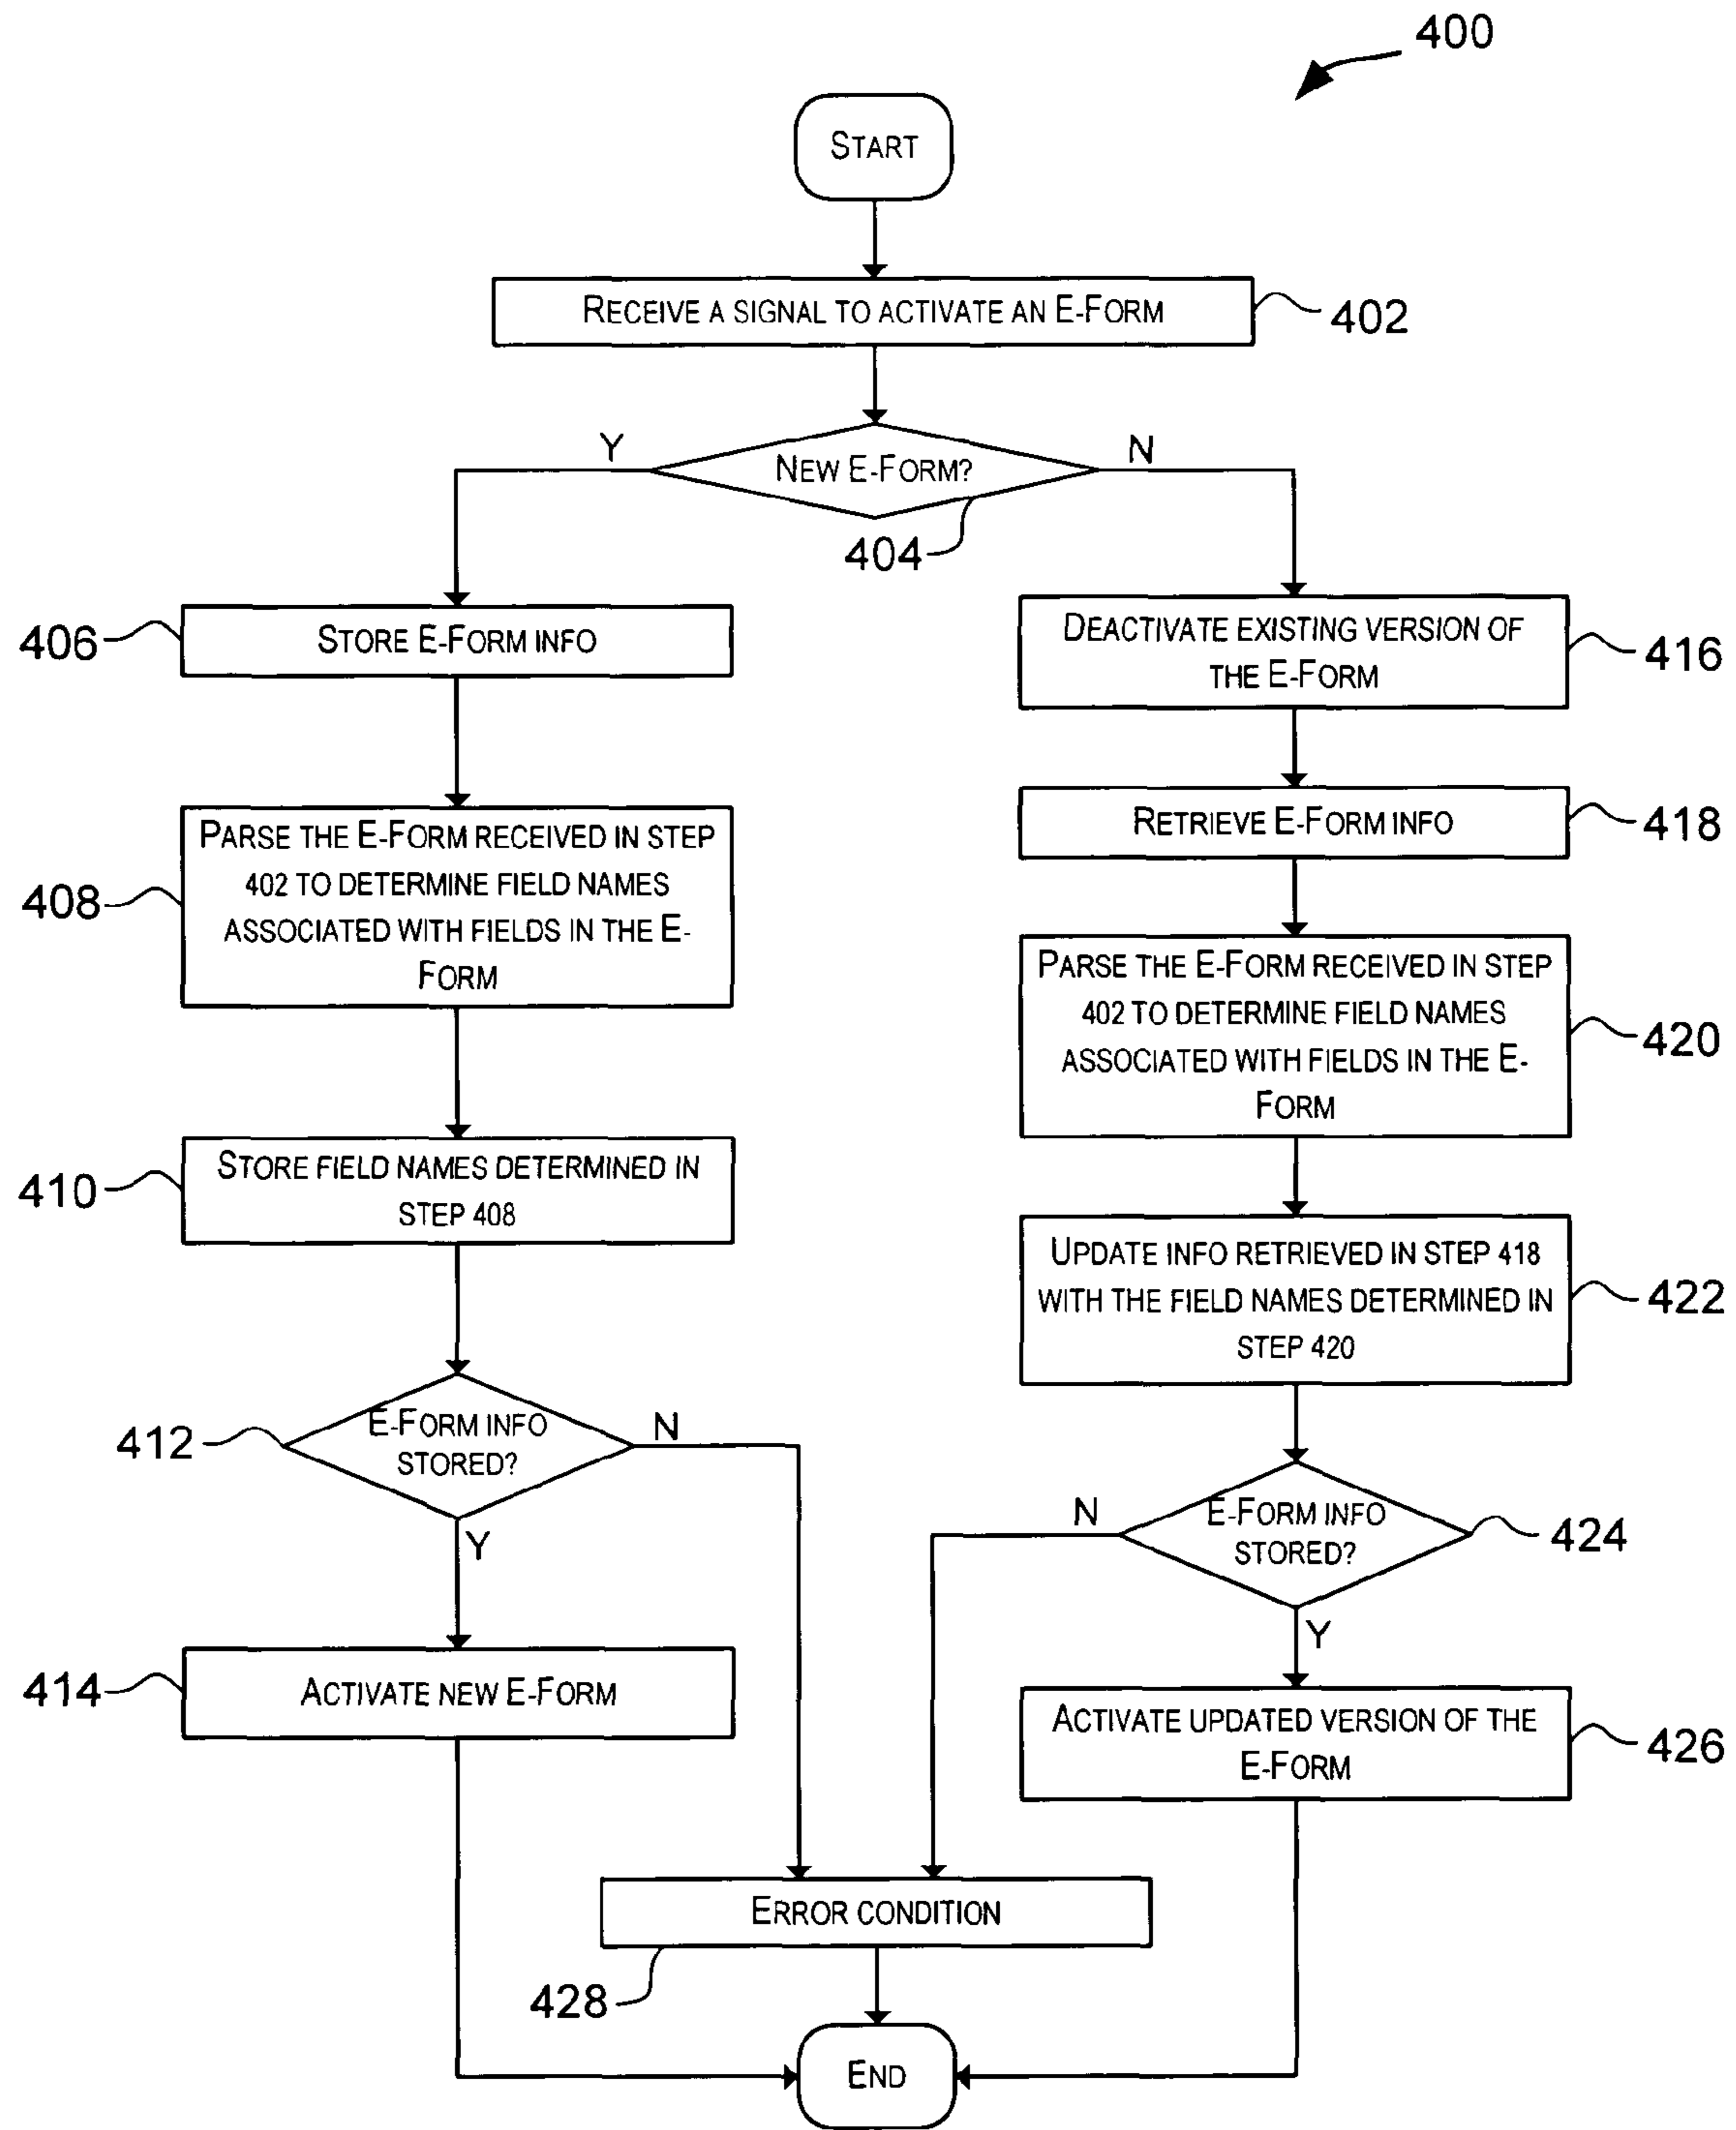 400
START
RECEIVE A SIGNAL TO ACTIVATE AN E-FORM
402
Y
NEW E-FORM?
N
404
406
STORE E-FORM INFO
DEACTIVATE EXISTING VERSION OF
THE E-FORM
416
RETRIEVE E-FORM INFO
418
408
PARSE THE E-FORM RECEIVED IN STEP
402 TO DETERMINE FIELD NAMES
ASSOCIATED WITH FIELDS IN THE E-
FORM
PARSE THE E-FORM RECEIVED IN STEP
402 TO DETERMINE FIELD NAMES
ASSOCIATED WITH FIELDS IN THE E-
FORM
420
410
STORE FIELD NAMES DETERMINED IN
STEP 408
UPDATE INFO RETRIEVED IN STEP 418
WITH THE FIELD NAMES DETERMINED IN
STEP 420
422
412
E-FORM INFO
STORED?
N
Y
N
E-FORM INFO
STORED?
424
Y
414
ACTIVATE NEW E-FORM
ACTIVATE UPDATED VERSION OF THE
E-FORM
426
ERROR CONDITION
428
END